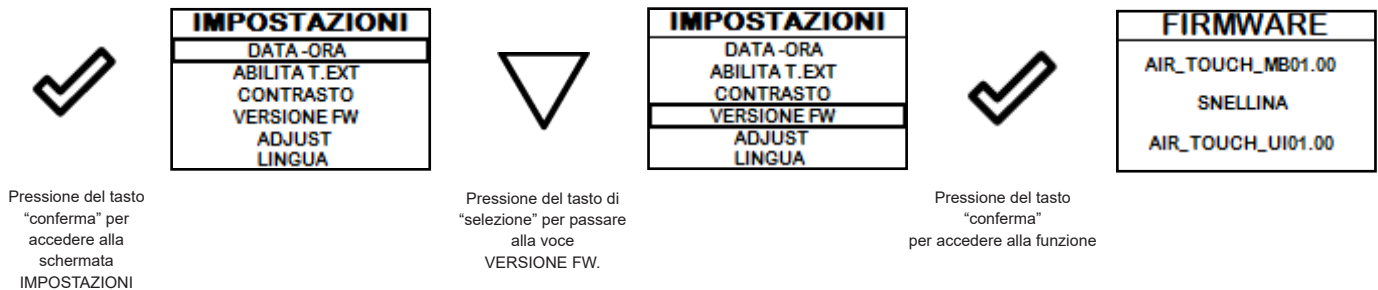 IMPOSTAZIONI
DATA -ORA
ABILITA T.EXT
CONTRASTO
VERSIONE FW
ADJUST
LINGUA
IMPOSTAZIONI
DATA -ORA
ABILITA T.EXT
CONTRASTO
VERSIONE FW
ADJUST
LINGUA
FIRMWARE
AIR_TOUCH_MB01.00
SNELLINA
AIR_TOUCH_UI01.00
Pressione del tasto
“conferma” per
accedere alla
schermata
IMPOSTAZIONI
Pressione del tasto di
“selezione” per passare
alla voce
VERSIONE FW.
Pressione del tasto
“conferma”
per accedere alla funzione